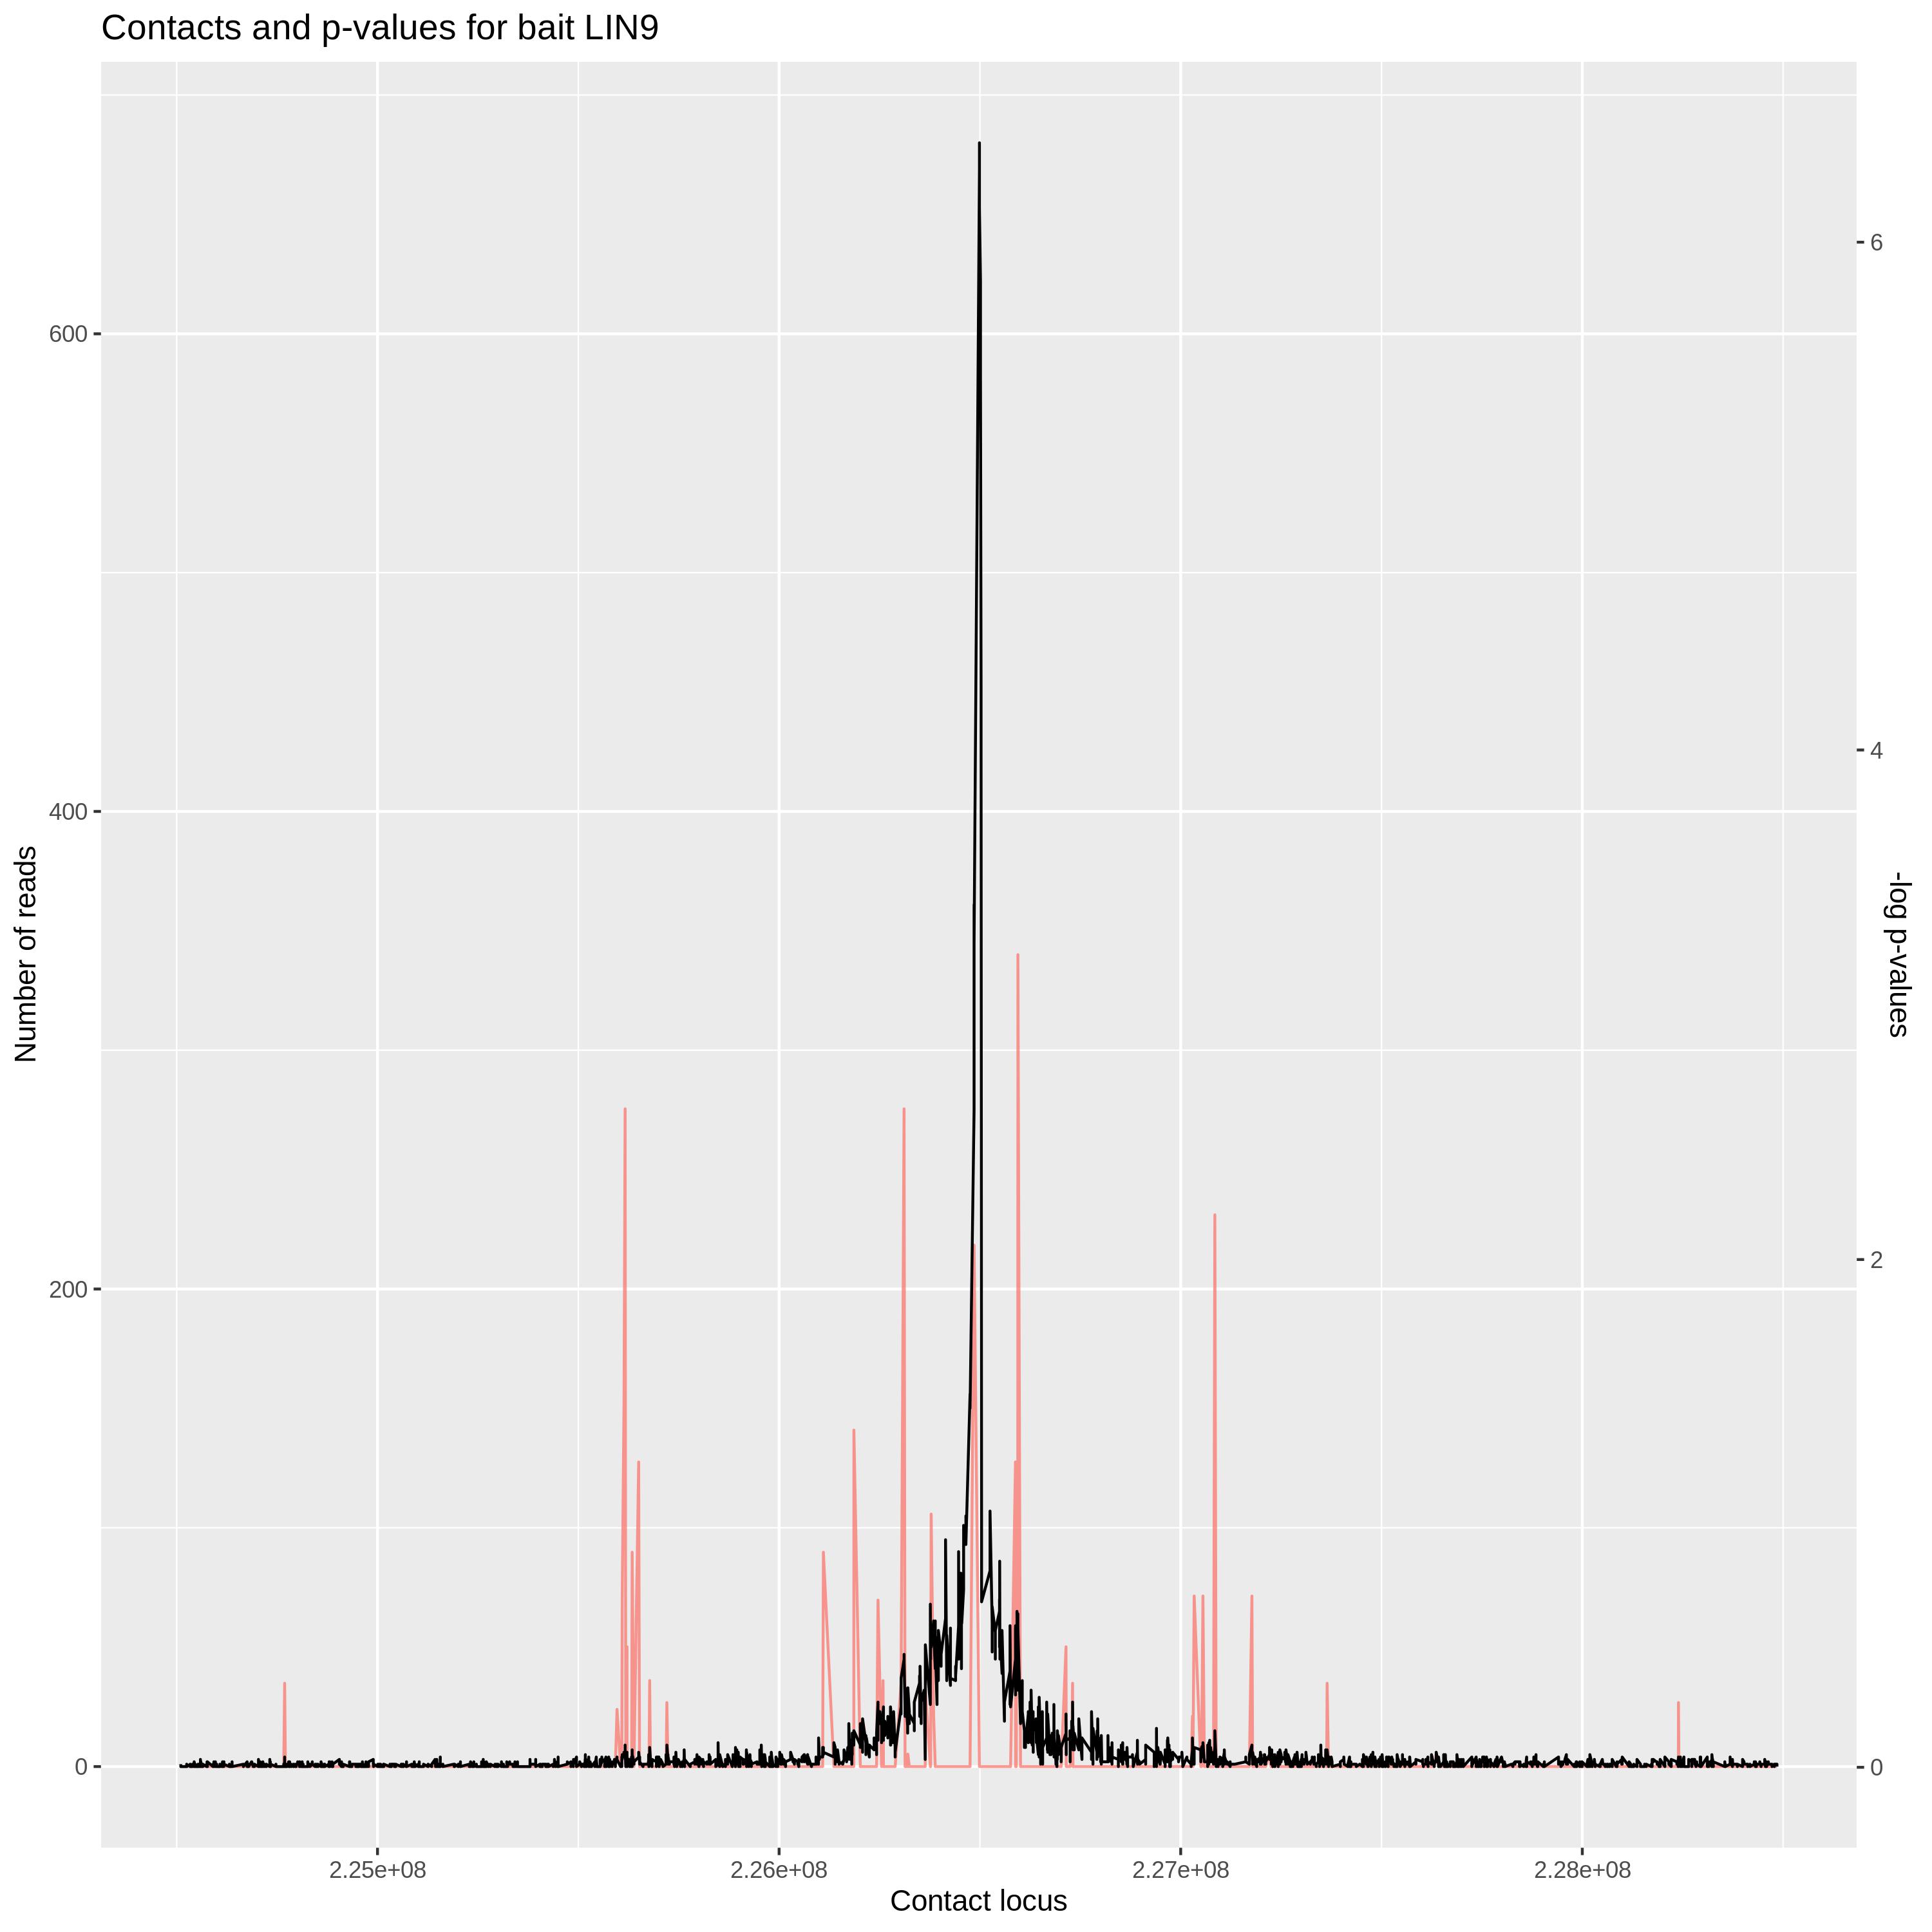 Contacts and p-values for bait LIN9
600
400
200
0
Number of reads
6
4
2
0
-log p-values
2.25e+08
2.26e+08
2.27e+08
2.28e+08
Contact locus